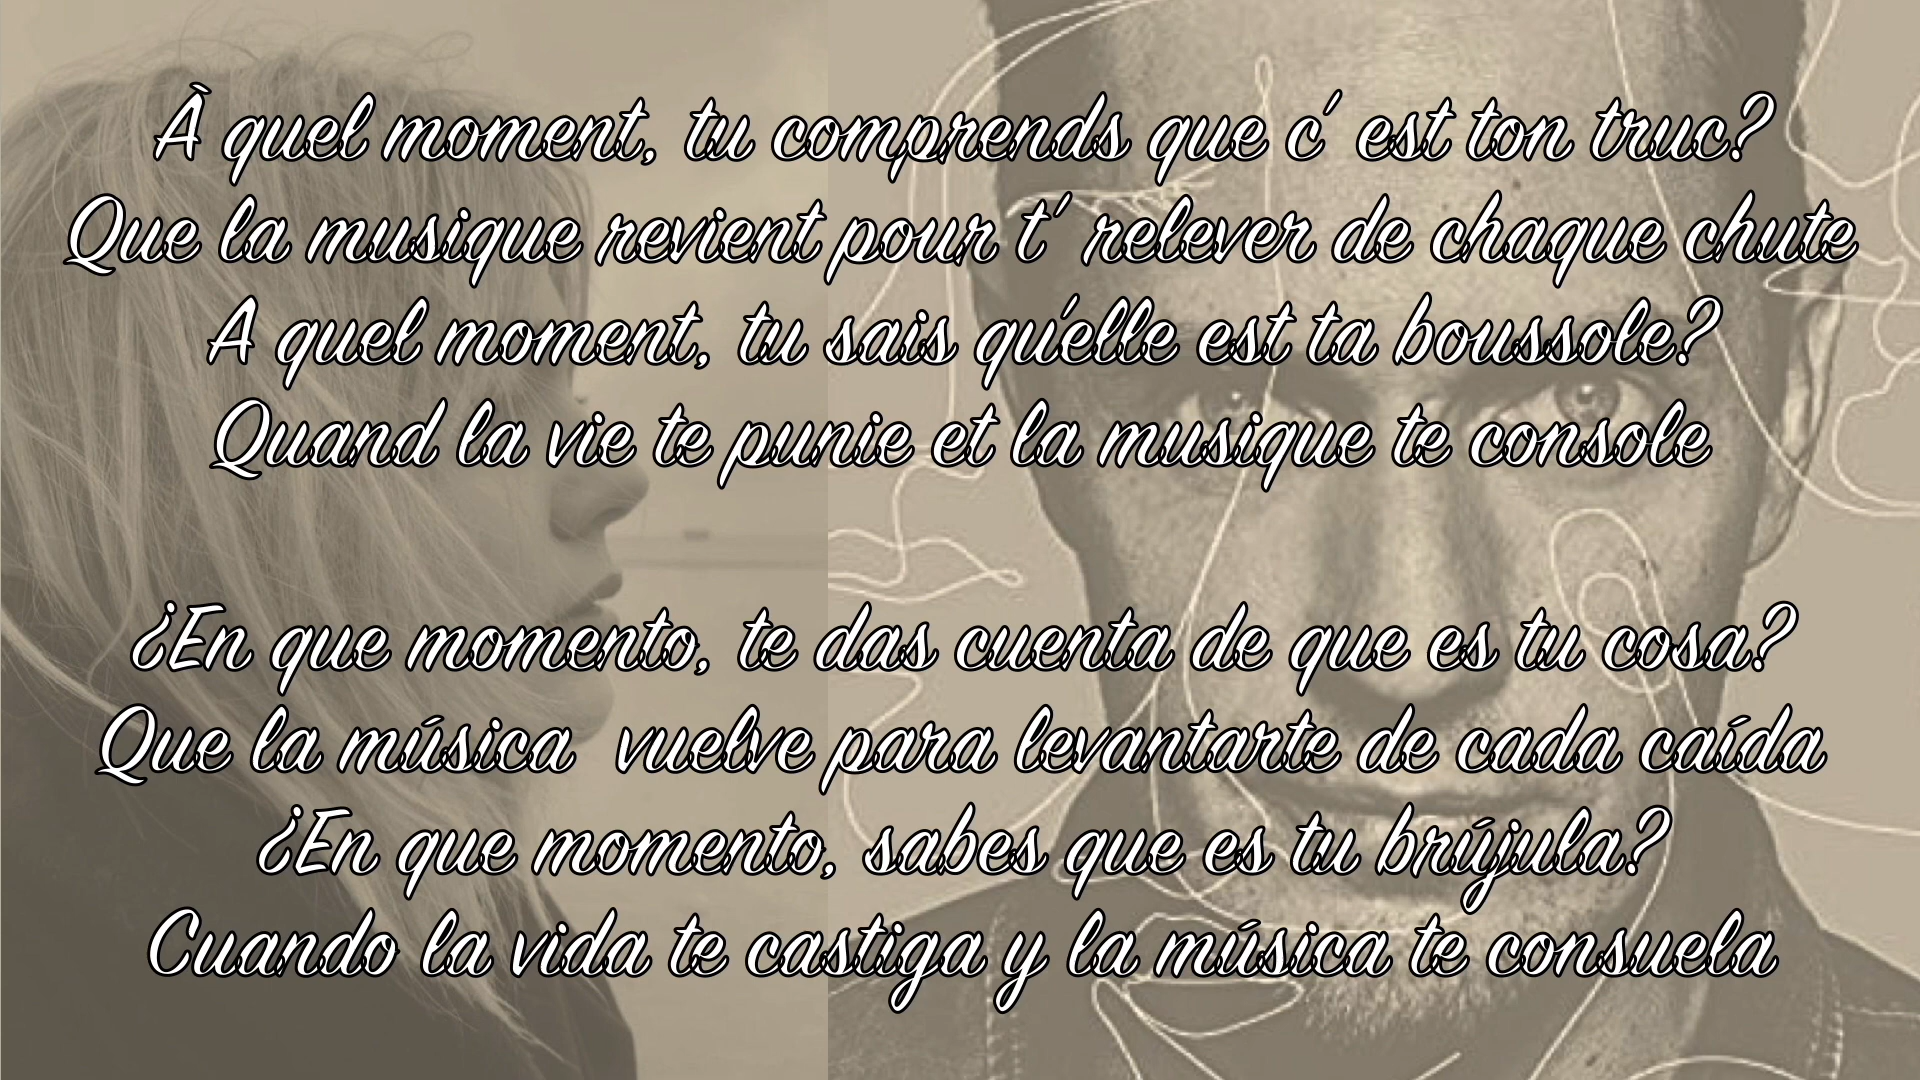 À quel moment, tu comprends que c' est ton truc?
Que la musique revient pour t' relever de chaque chute
A quel moment, tu sais qu'elle est ta boussole?
Quand la vie te punie et la musique te console
¿En que momento, te das cuenta de que es tu cosa?
Que la música  vuelve para levantarte de cada caída
¿En que momento, sabes que es tu brújula?
Cuando la vida te castiga y la música te consuela